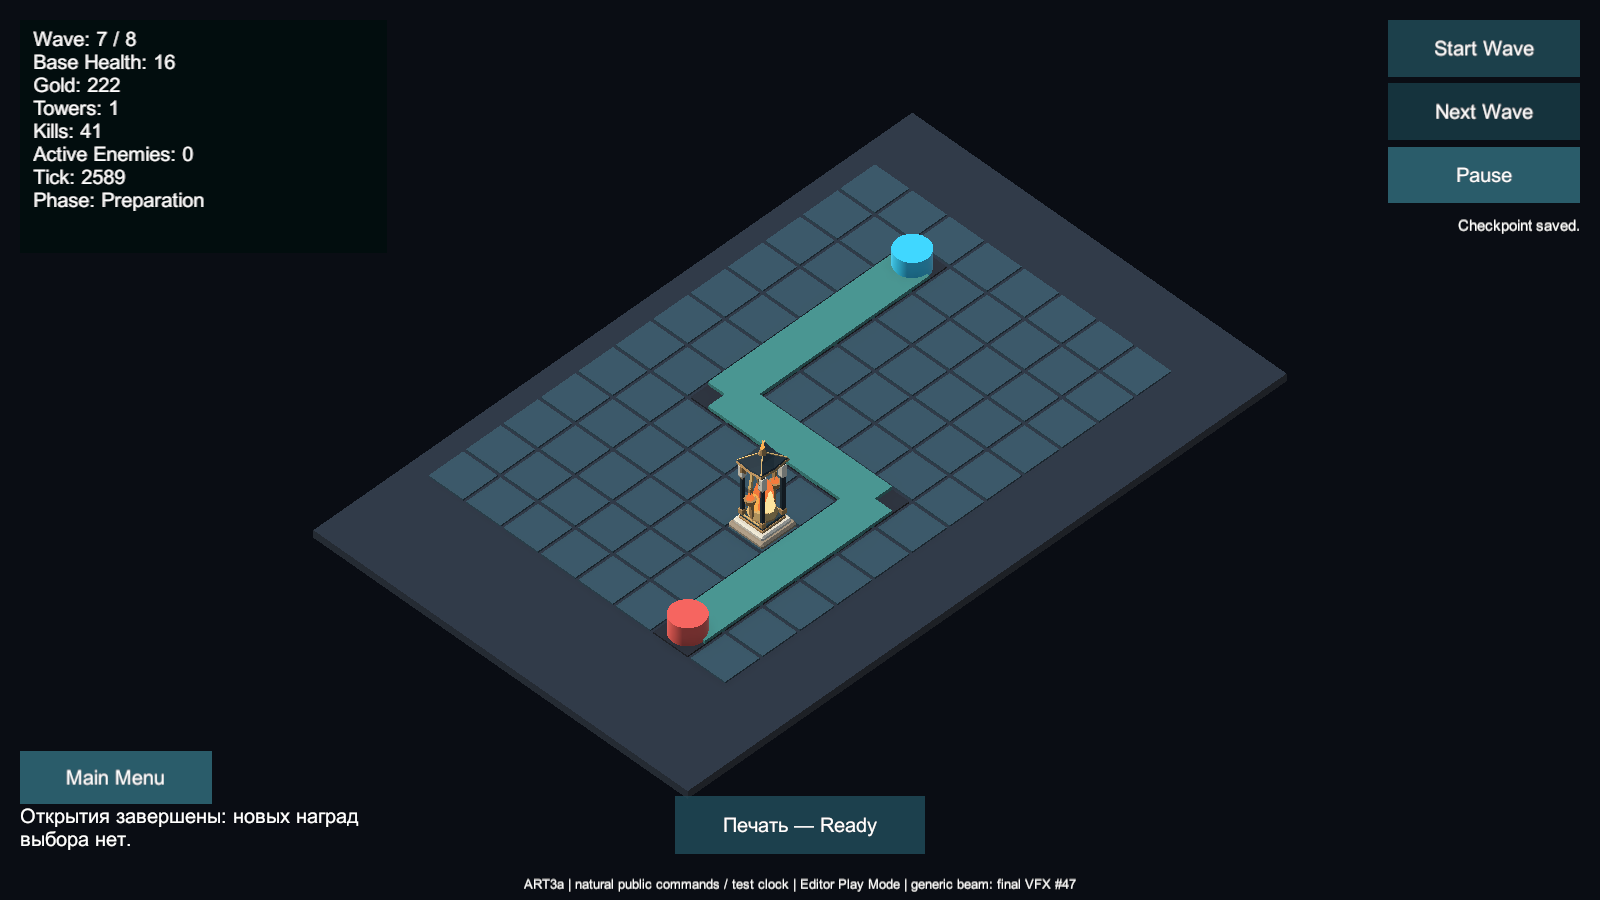 Wave: 7 / 8
Base Health: 16
Gold: 222
Towers: 1
Kills: 41
Active Enemies: 0
Tick: 2589
Phase: Preparation
Start Wave
Next Wave
Pause
Checkpoint saved.
Main Menu
Открытия завершены: новых наград
выбора нет.
Печать — Ready
ART3a | natural public commands / test clock | Editor Play Mode | generic beam: final VFX #47